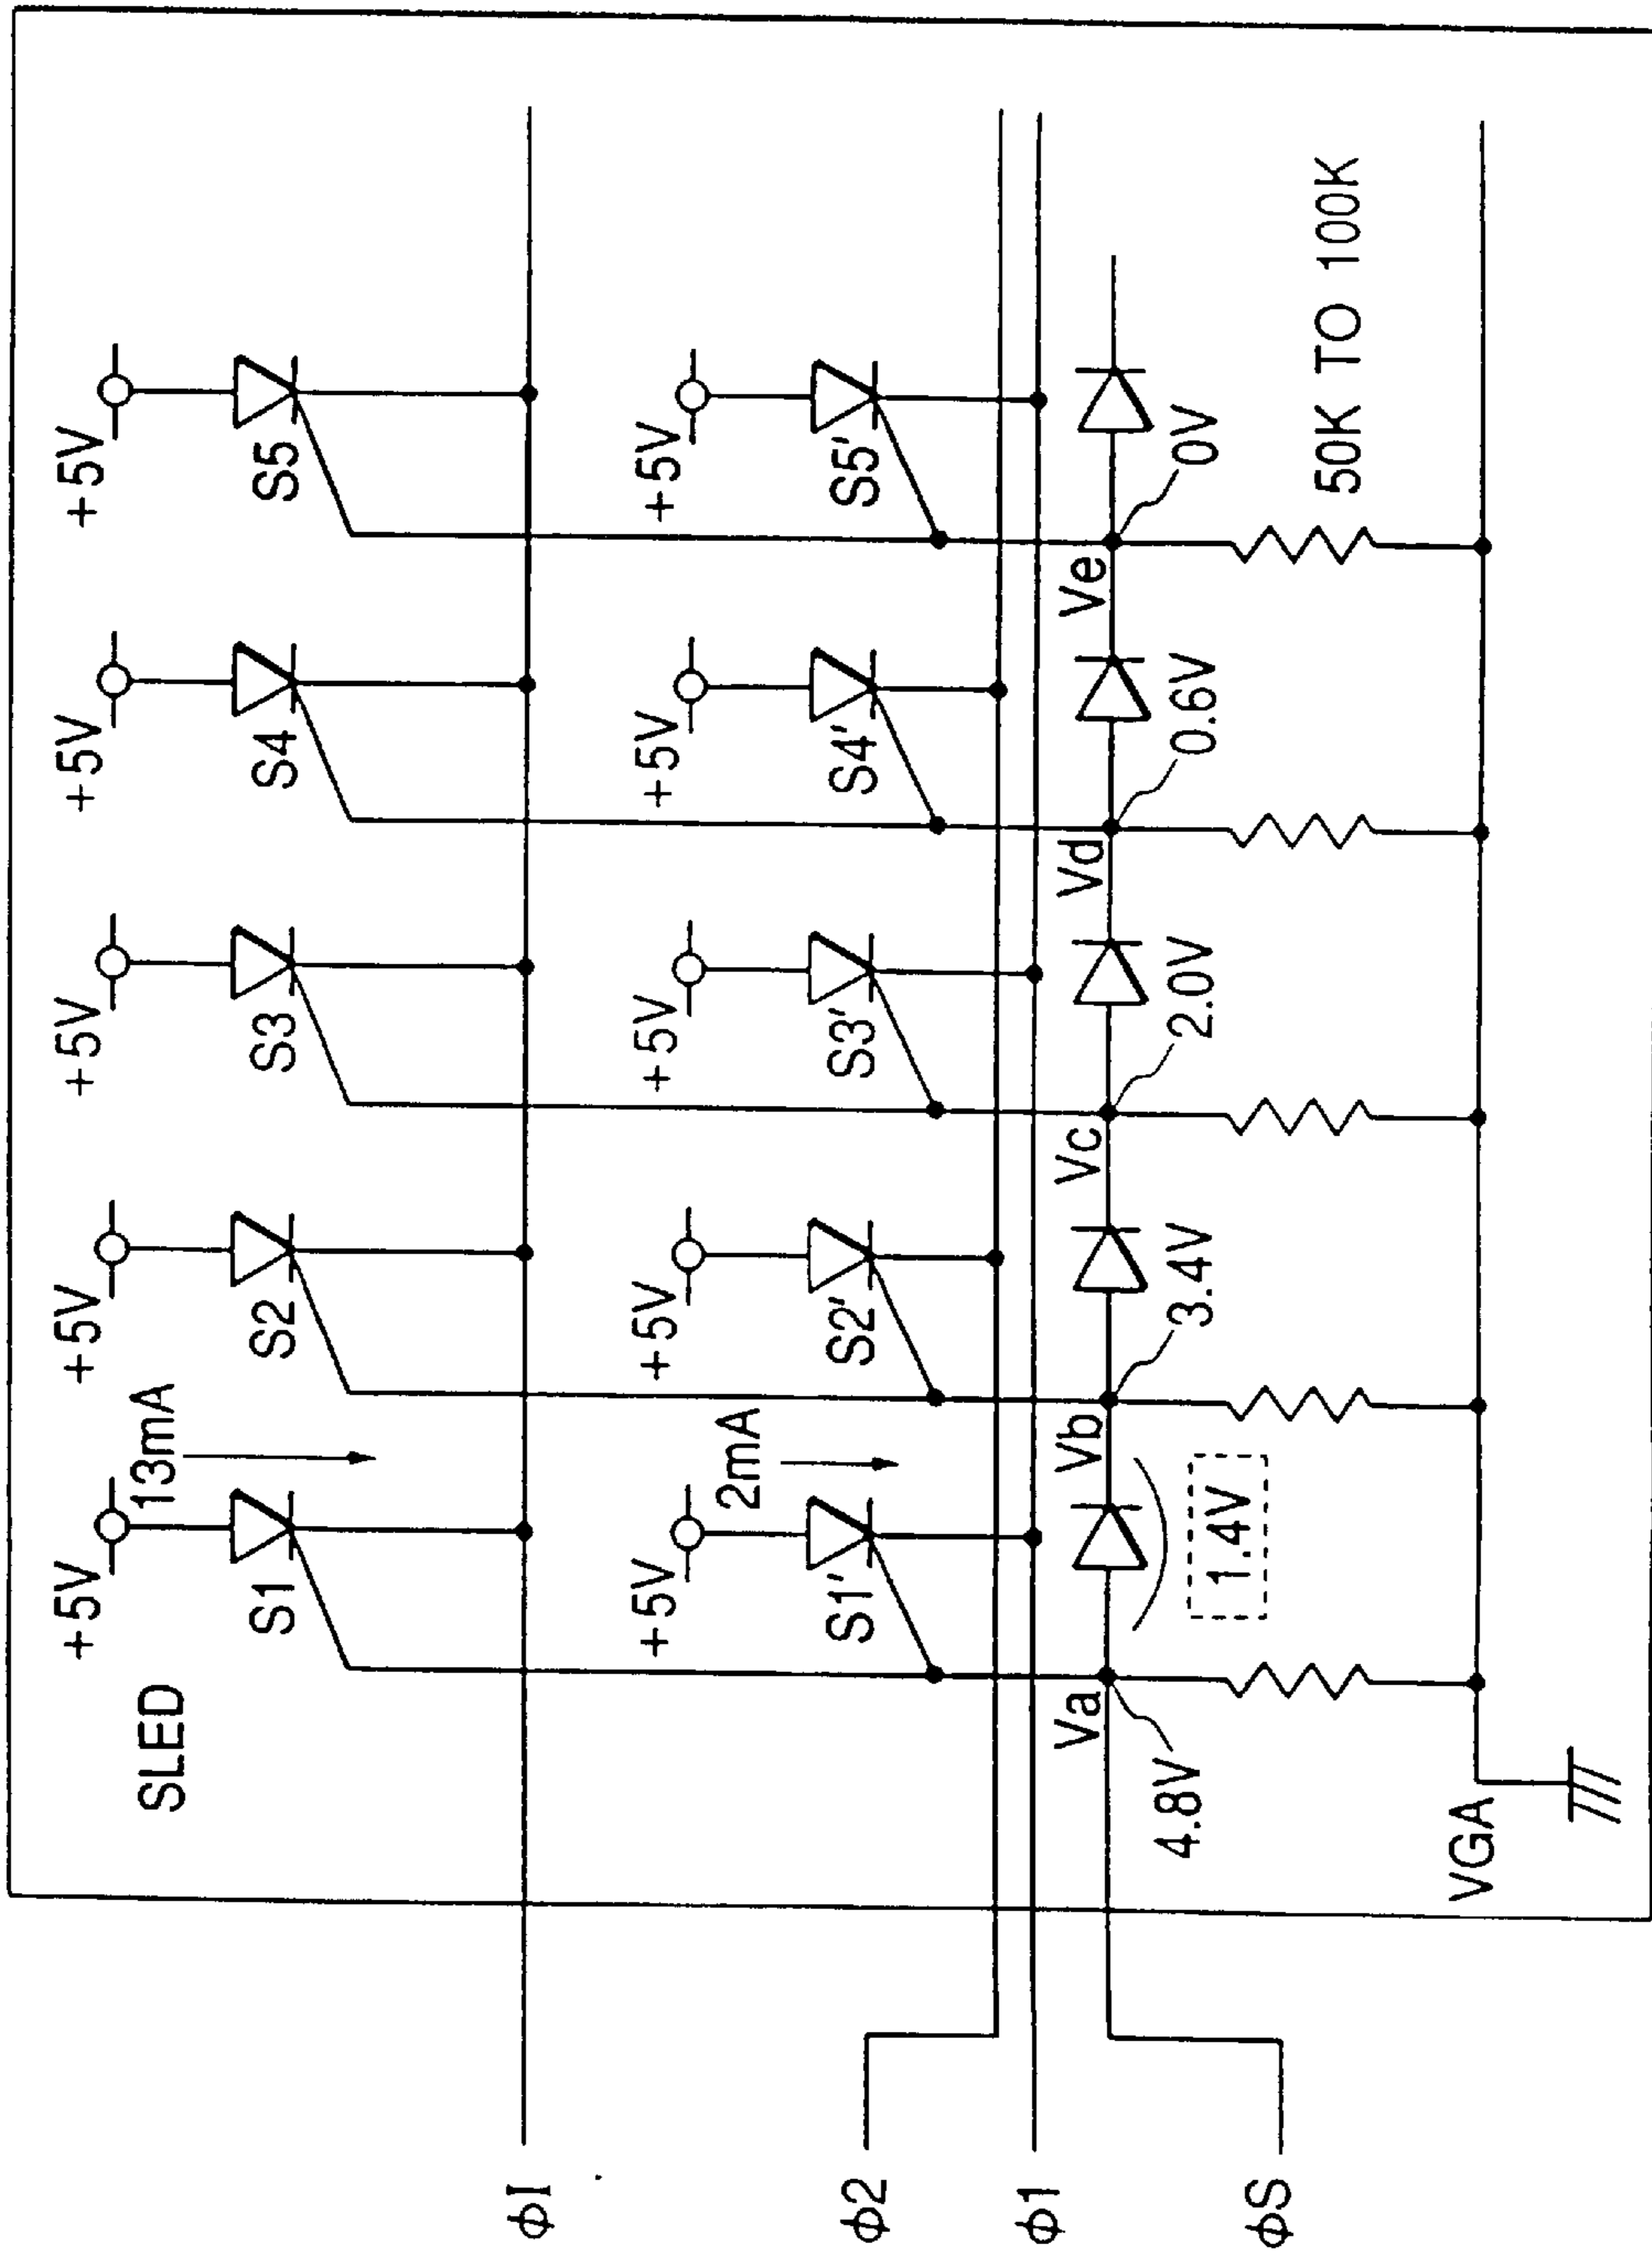 SLED
+5V
+5V
+5V
+5V
+5V
13mA
S1
S2
S3
S4
S5
φI
+5V
+5V
+5V
+5V
+5V
2mA
S1'
S2'
S3'
S4'
S5'
φ2
φ1
Va
Vb
Vc
Vd
Ve
4.8V
1.4V
3.4V
2.0V
0.6V
0V
φS
50K TO 100K
VGA